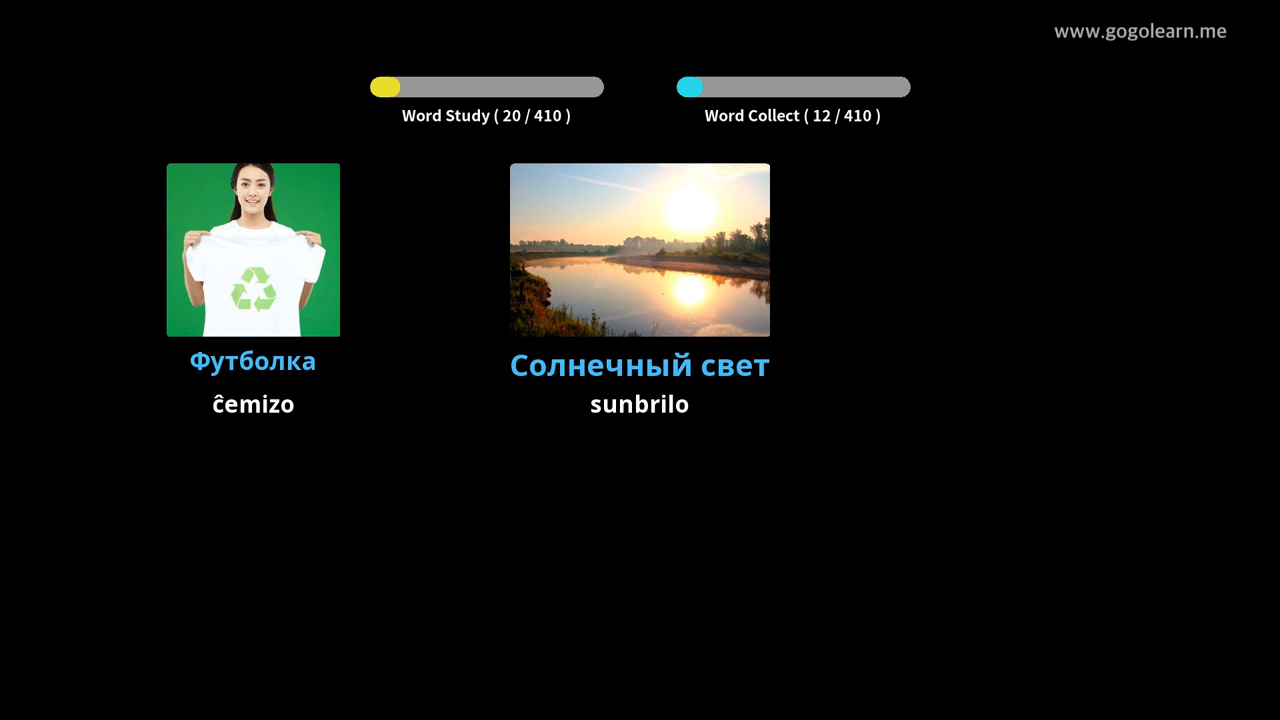 www.gogolearn.me
Word Study ( 20 / 410 )
Word Collect ( 12 / 410 )
Футболка
Солнечный свет
ĉemizo
sunbrilo